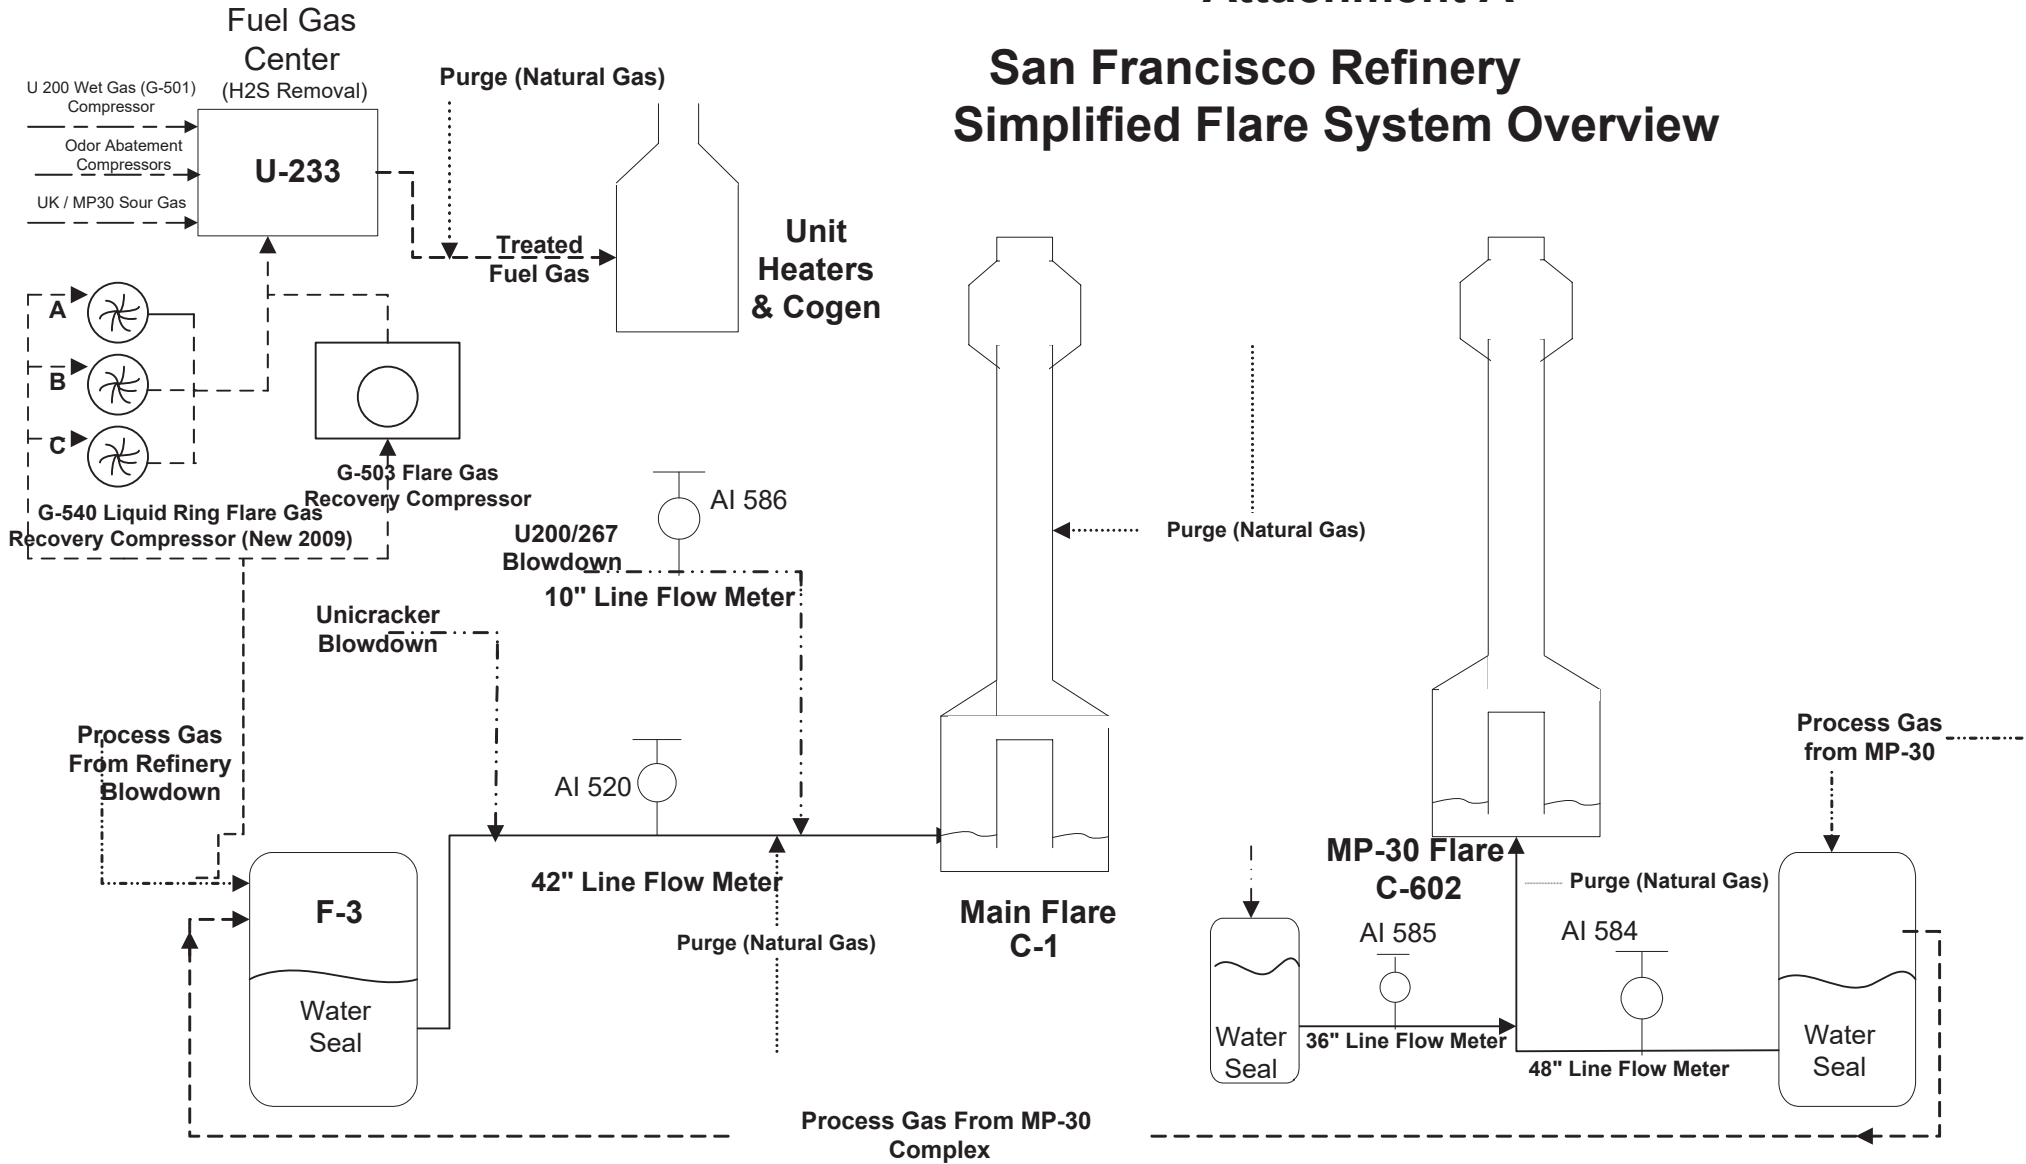 Attachment A
San Francisco Refinery
Simplified Flare System Overview
Fuel Gas
Center
(H2S Removal)
U 200 Wet Gas (G-501)
Compressor
Odor Abatement
Compressors
UK / MP30 Sour Gas
U-233
Purge (Natural Gas)
Treated
Fuel Gas
Unit
Heaters
& Cogen
A
B
C
G-503 Flare Gas
Recovery Compressor
G-540 Liquid Ring Flare Gas
Recovery Compressor (New 2009)
AI 586
U200/267
Blowdown
10" Line Flow Meter
Purge (Natural Gas)
Unicracker
Blowdown
Process Gas
From Refinery
Blowdown
AI 520
42" Line Flow Meter
Purge (Natural Gas)
F-3
Water
Seal
Main Flare
C-1
MP-30 Flare
C-602
Process Gas
from MP-30
Purge (Natural Gas)
AI 585
AI 584
Water
Seal
36" Line Flow Meter
48" Line Flow Meter
Water
Seal
Process Gas From MP-30
Complex